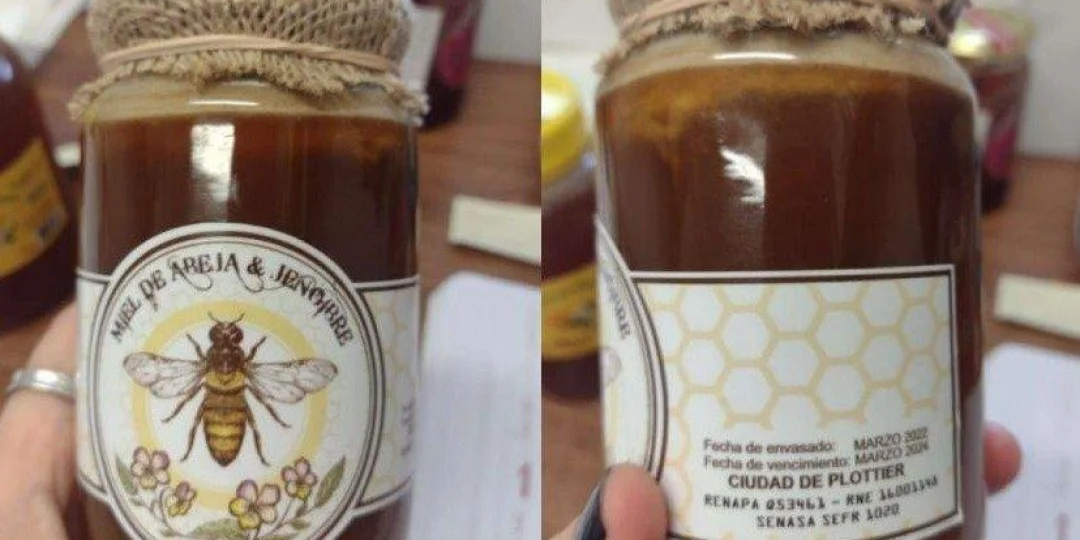 MIEL DE ABEJA & JENGIBRE
Fecha de envasado: MARZO 2022
Fecha de vencimiento: MARZO 2024
CIUDAD DE PLOTTIER
RENAPA 053461 - RNE
SENASA SEFR 1020